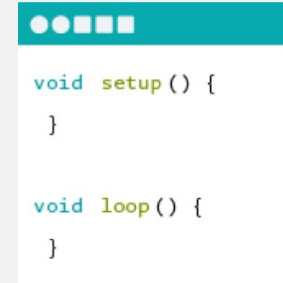 void setup() {
}
void loop() {
}